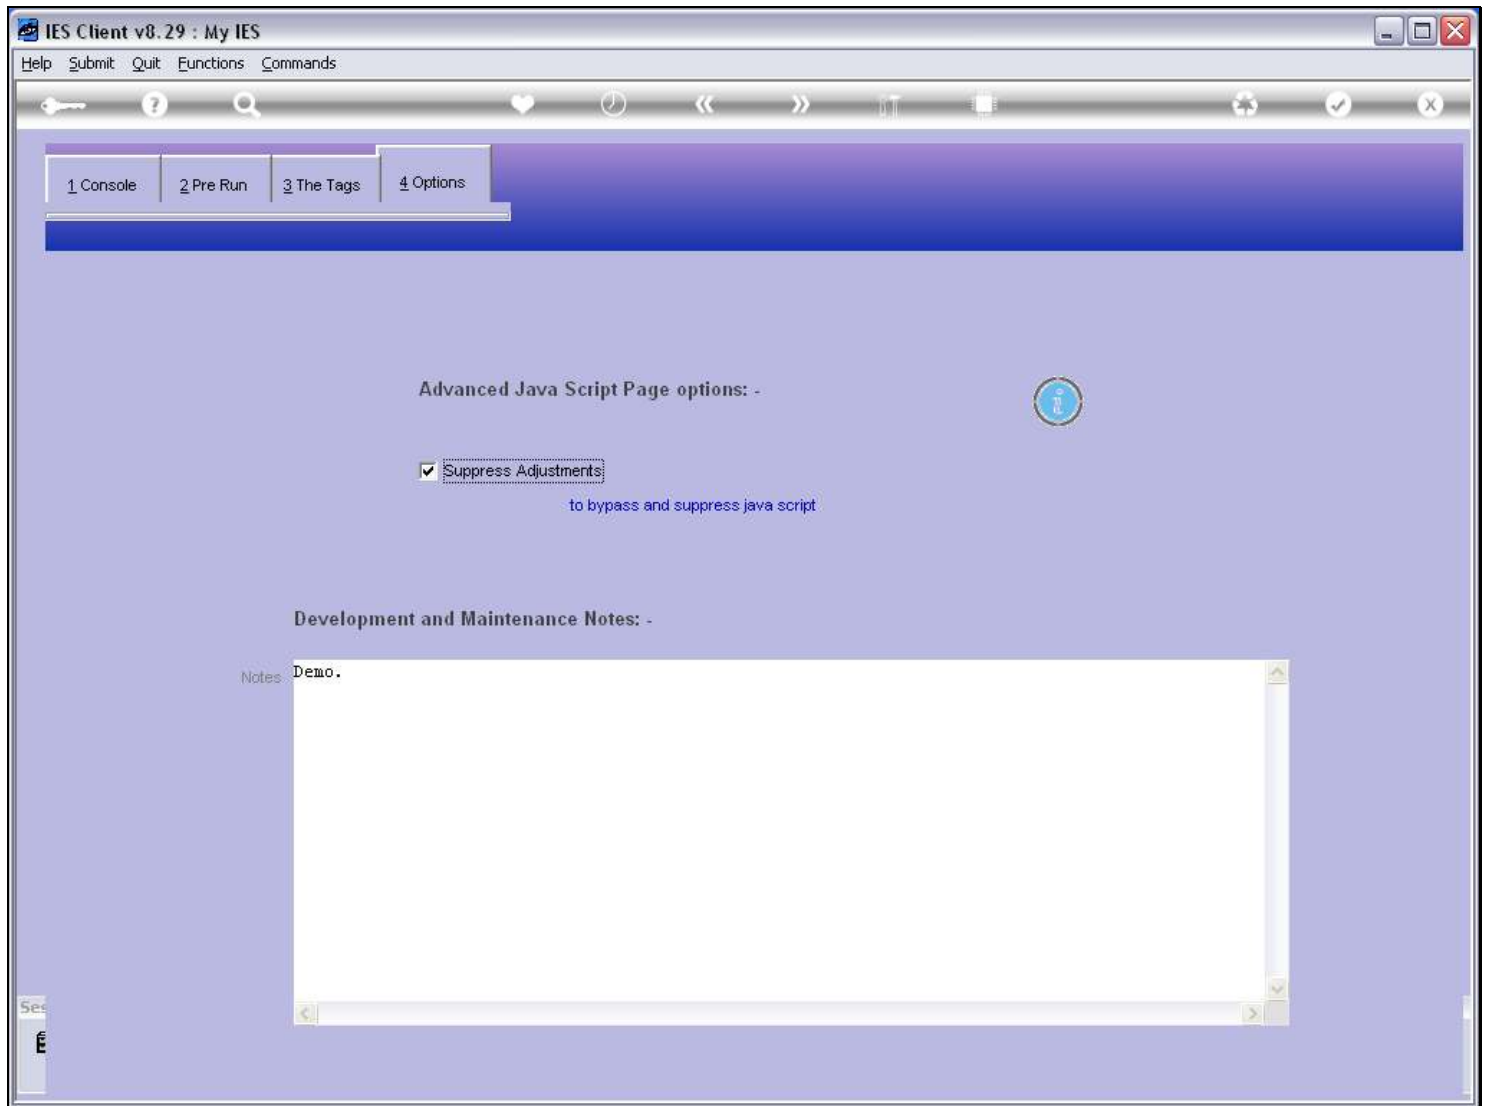 IES Client v8.29 : My IES
Help Submit Quit Functions Commands
1 Console 2 Pre Run 3 The Tags 4 Options
Advanced Java Script Page options: -
Suppress Adjustments
to bypass and suppress java script
Development and Maintenance Notes: -
Notes Demo.
Ses